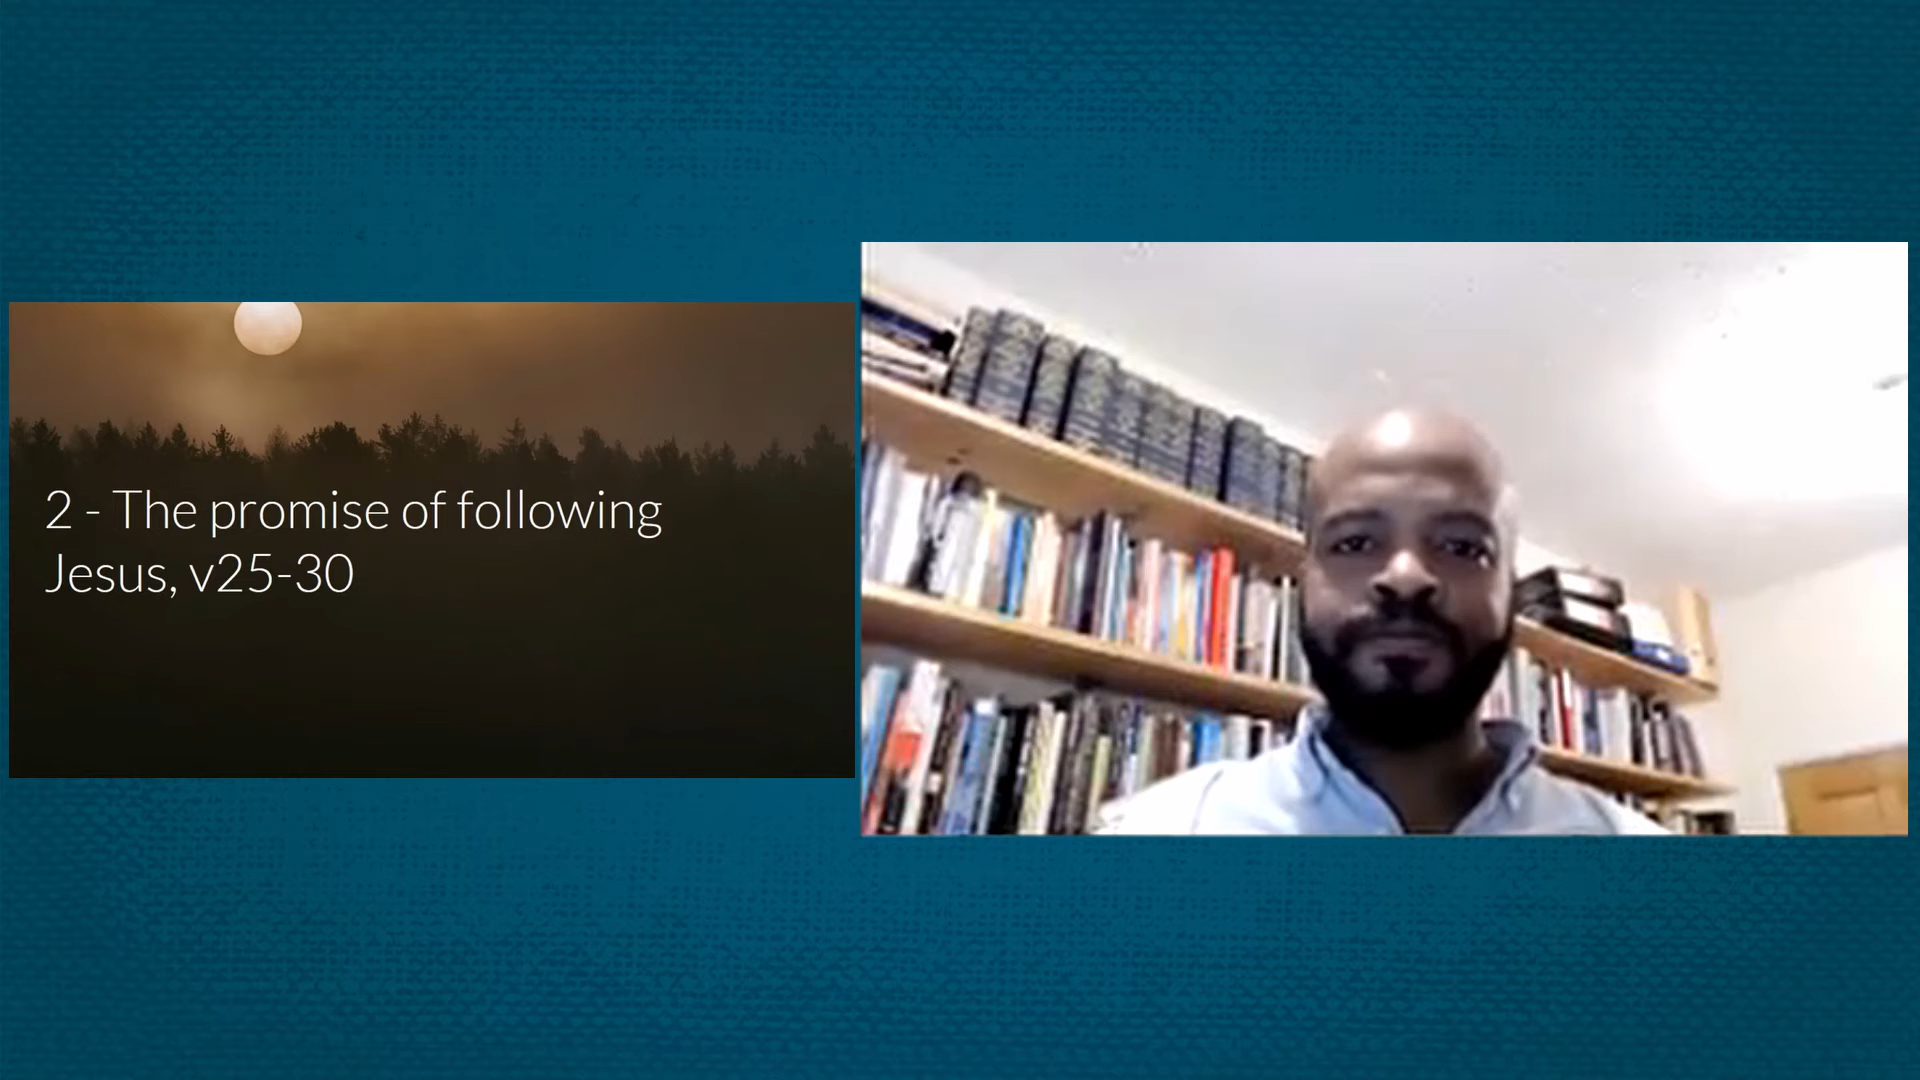 2 - The promise of following
Jesus, v25-30